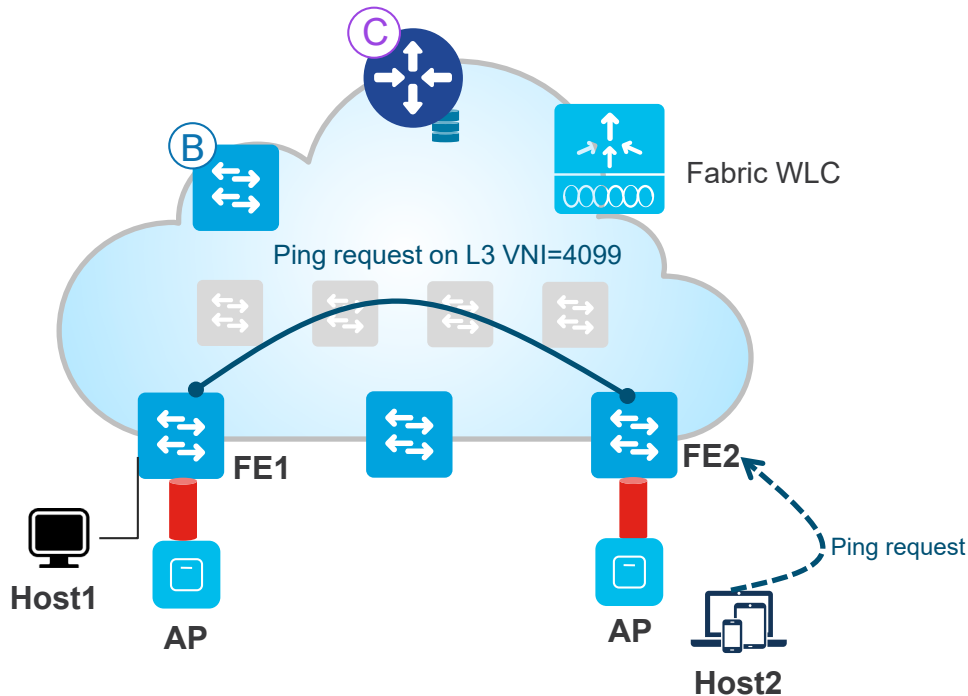 C
B
Fabric WLC
Ping request on L3 VNI=4099
FE1
FE2
Ping request
Host1
AP
AP
Host2